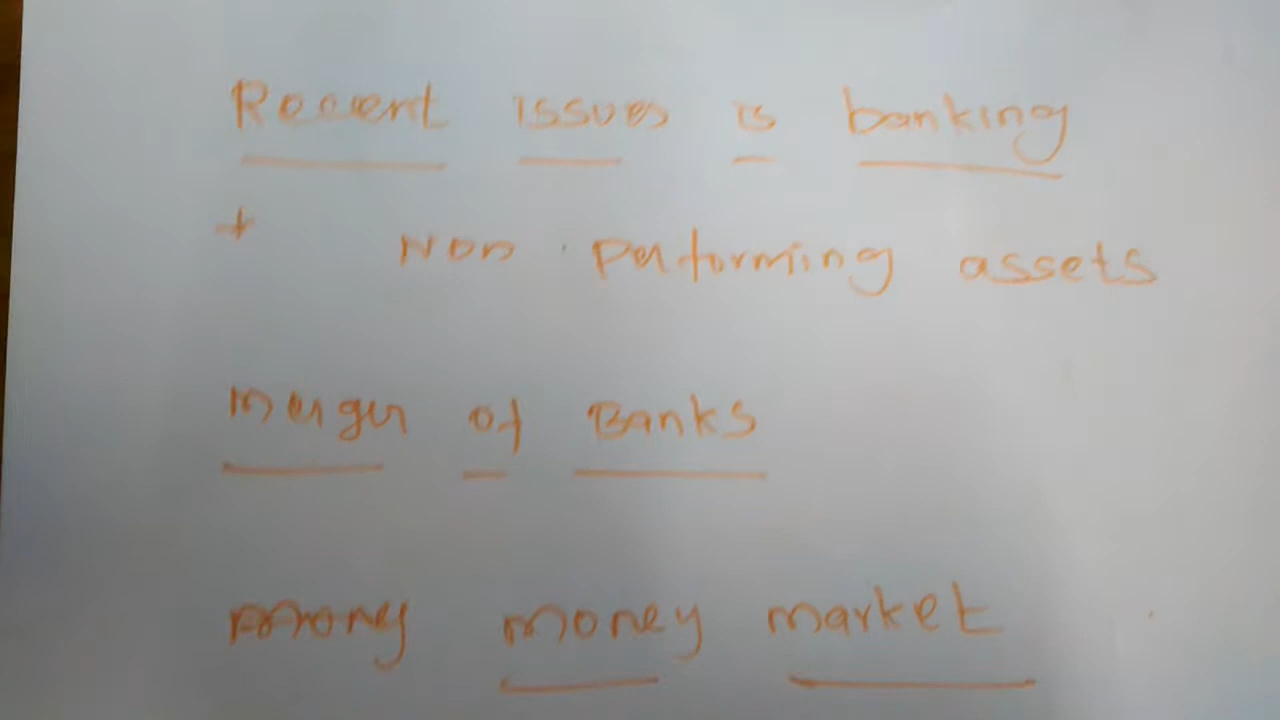 Recent issues is banking
+ Non performing assets
Merger of Banks
money market